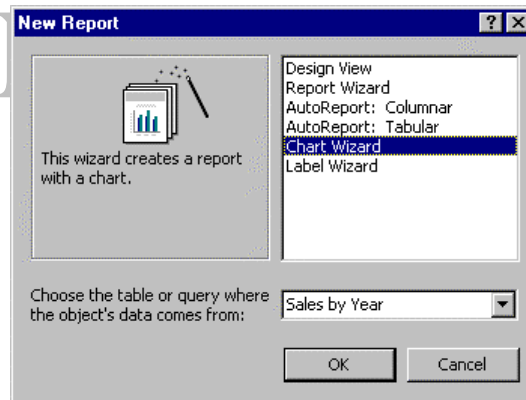 New Report
This wizard creates a report
with a chart.
Design View
Report Wizard
AutoReport: Columnar
AutoReport: Tabular
Chart Wizard
Label Wizard
Choose the table or query where
the object's data comes from:
Sales by Year
OK
Cancel